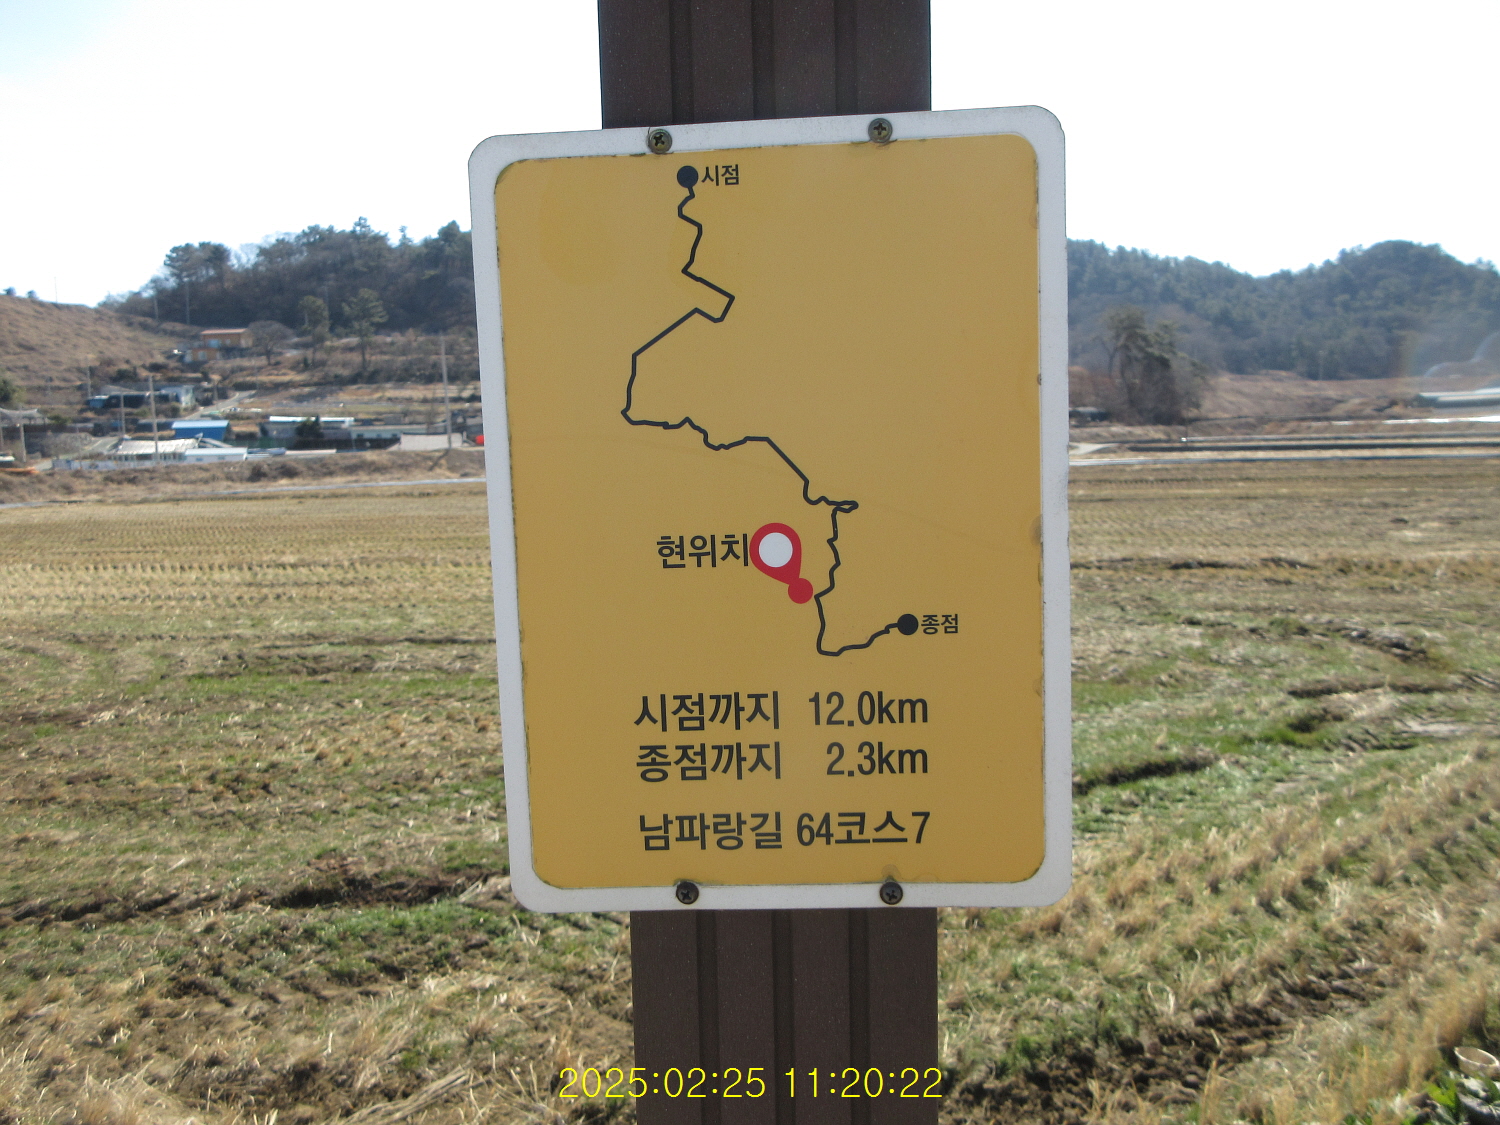 시점
현위치
종점
시점까지 12.0km
종점까지 2.3km
남파랑길 64코스7
2025:02:25 11:20:22